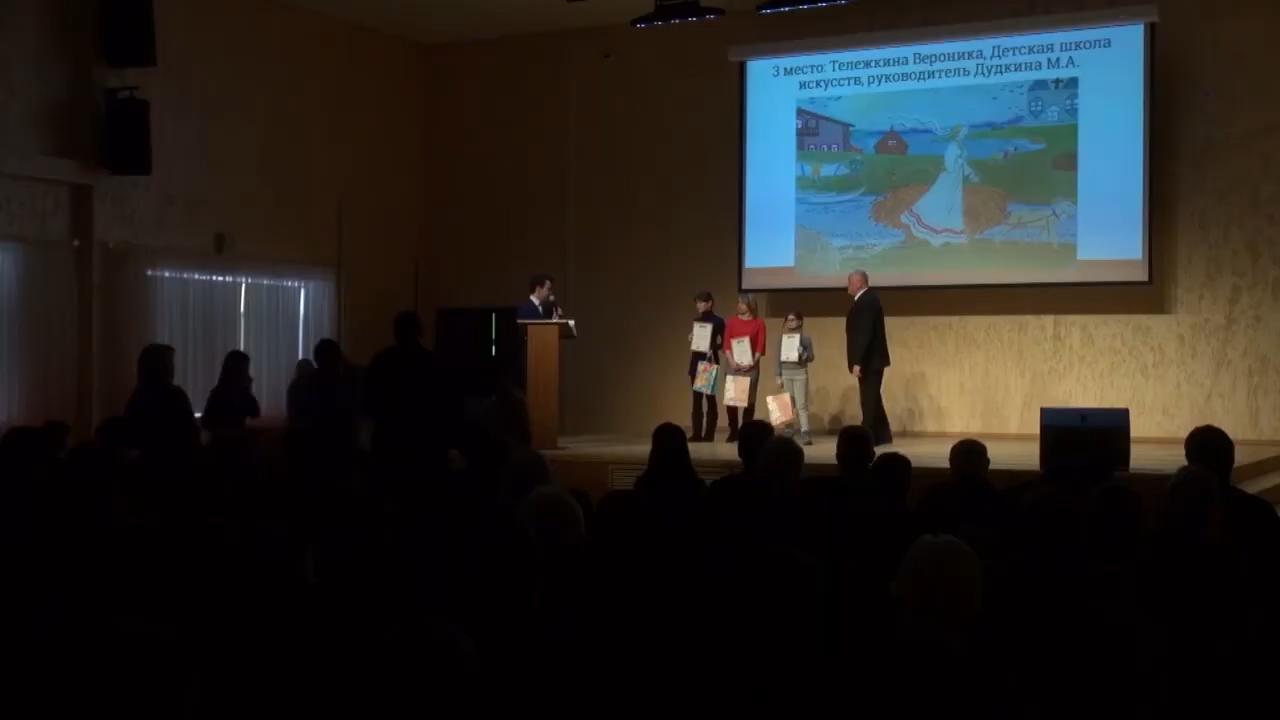 3 место: Тележкина Вероника, Детская школа
искусств, руководитель Дудкина М.А.